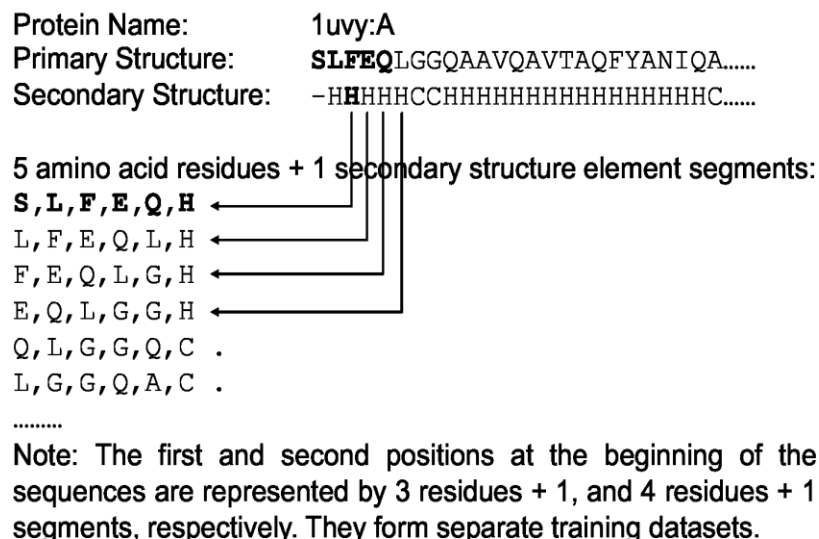 Protein Name: 1uvy:A
Primary Structure: SLFEQLGGQAAVQAVTAQFYANIQA......
Secondary Structure: -HHHHHCCHHHHHHHHHHHHHHHHC......
5 amino acid residues + 1 secondary structure element segments:
S,L,F,E,Q,H
L,F,E,Q,L,H
F,E,Q,L,G,H
E,Q,L,G,G,H
Q,L,G,G,Q,C .
L,G,G,Q,A,C .
.........
Note: The first and second positions at the beginning of the
sequences are represented by 3 residues + 1, and 4 residues + 1
segments, respectively. They form separate training datasets.